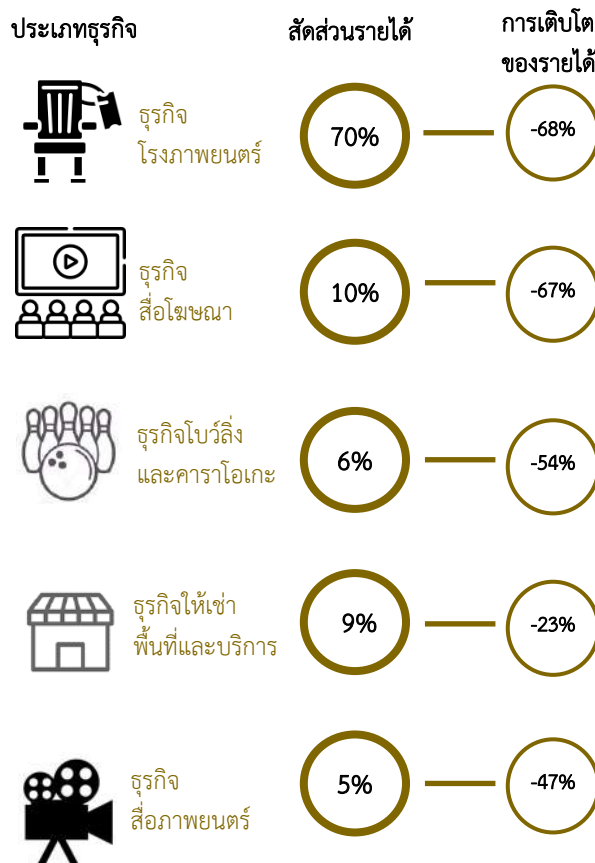 ประเภทธุรกิจ
สัดส่วนรายได้
การเติบโต
ของรายได้
ธุรกิจ
โรงภาพยนตร์
70%
-68%
ธุรกิจ
สื่อโฆษณา
10%
-67%
ธุรกิจโบว์ลิ่ง
และคาราโอเกะ
6%
-54%
ธุรกิจให้เช่า
พื้นที่และบริการ
9%
-23%
ธุรกิจ
สื่อภาพยนตร์
5%
-47%